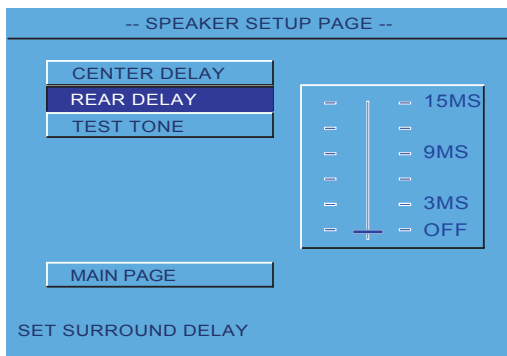 -- SPEAKER SETUP PAGE --
CENTER DELAY
REAR DELAY
TEST TONE
15MS
9MS
3MS
OFF
MAIN PAGE
SET SURROUND DELAY